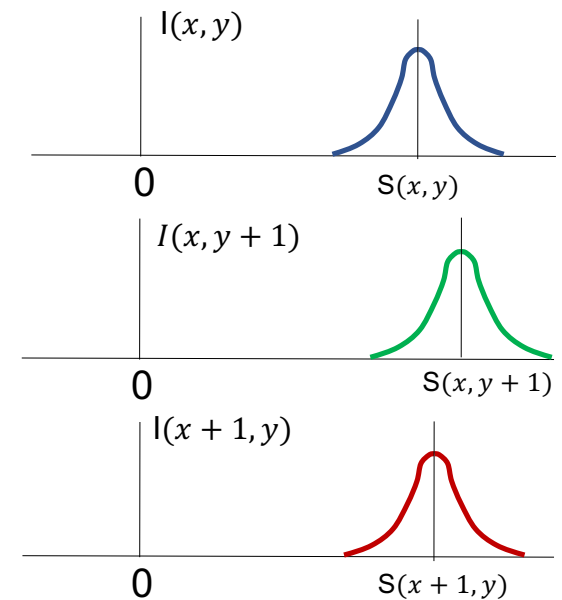 I(x, y)
0
S(x, y)
I(x, y + 1)
0
S(x, y + 1)
I(x + 1, y)
0
S(x + 1, y)